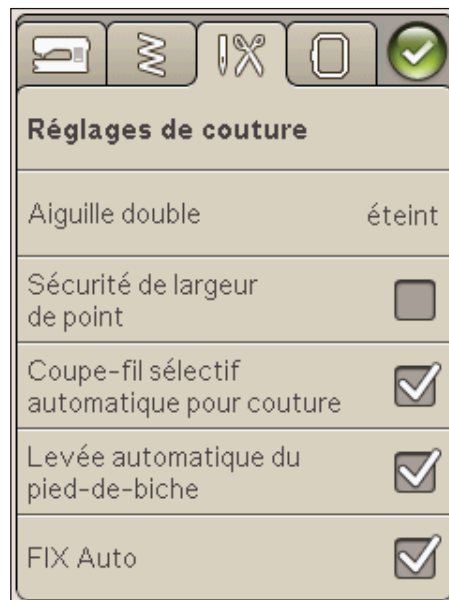 Réglages de couture
Aiguille double éteint
Sécurité de largeur
de point
Coupe-fil sélectif
automatique pour couture
Levée automatique du
pied-de-biche
FIX Auto